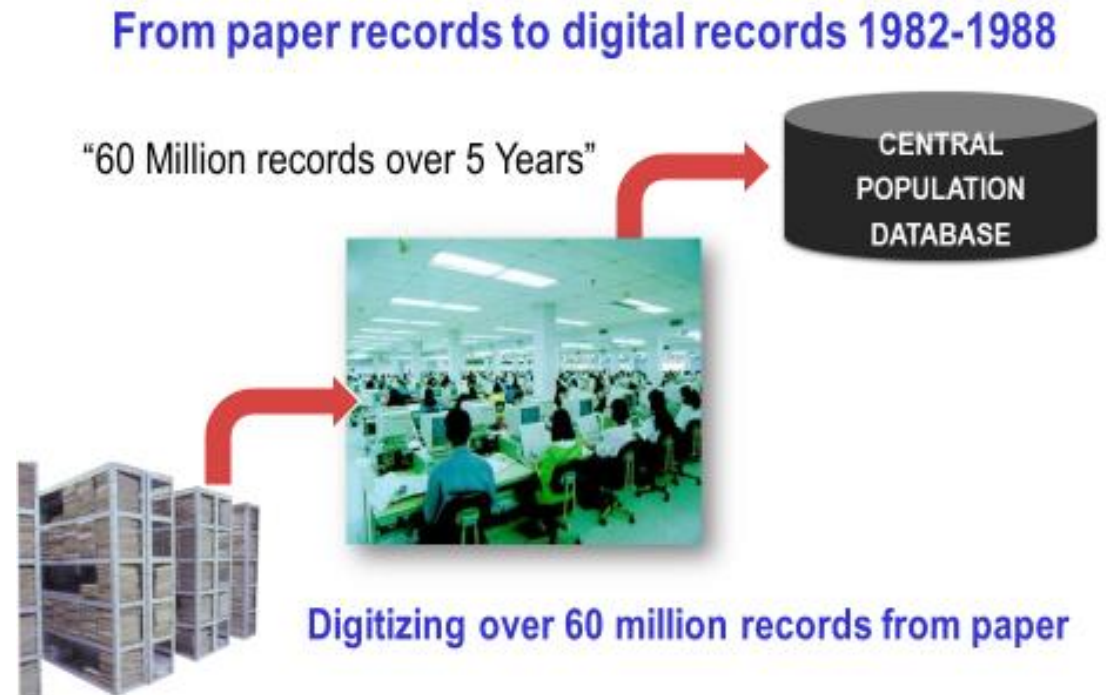 From paper records to digital records 1982-1988
“60 Million records over 5 Years”
CENTRAL
POPULATION
DATABASE
Digitizing over 60 million records from paper